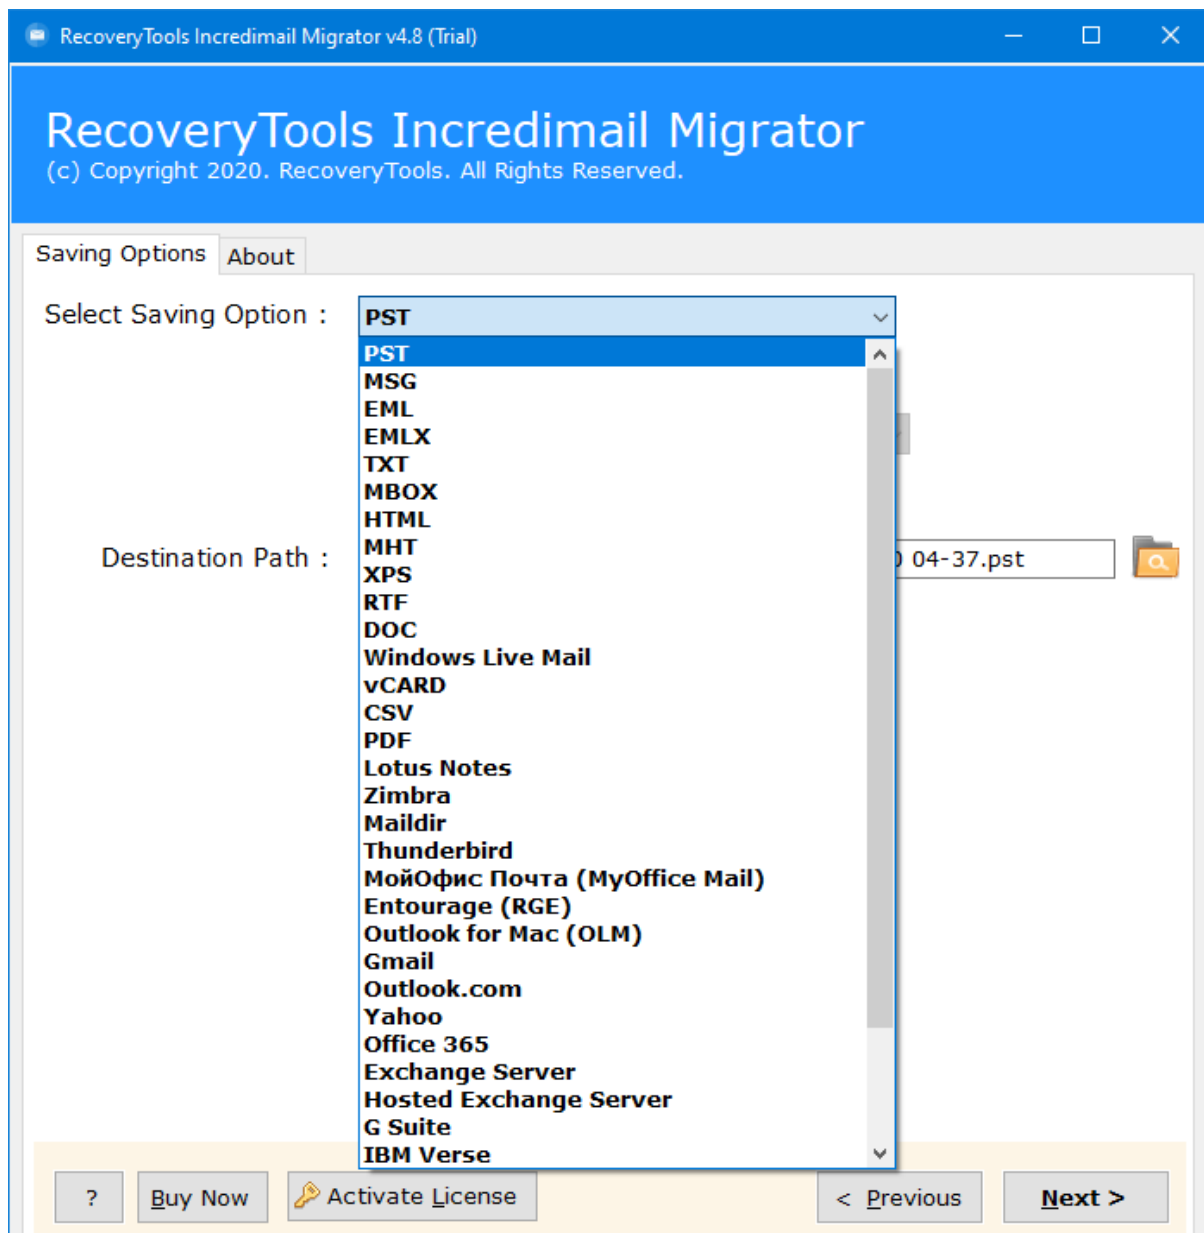 RecoveryTools Incredimail Migrator v4.8 (Trial)
RecoveryTools Incredimail Migrator
(c) Copyright 2020. RecoveryTools. All Rights Reserved.
Saving Options About
Select Saving Option : PST
PST
MSG
EML
EMLX
TXT
MBOX
HTML
MHT
XPS
RTF
DOC
Windows Live Mail
vCARD
CSV
PDF
Lotus Notes
Zimbra
Maildir
Thunderbird
МойОфис Почта (MyOffice Mail)
Entourage (RGE)
Outlook for Mac (OLM)
Gmail
Outlook.com
Yahoo
Office 365
Exchange Server
Hosted Exchange Server
G Suite
IBM Verse
Destination Path : 04-37.pst
? Buy Now Activate License < Previous Next >